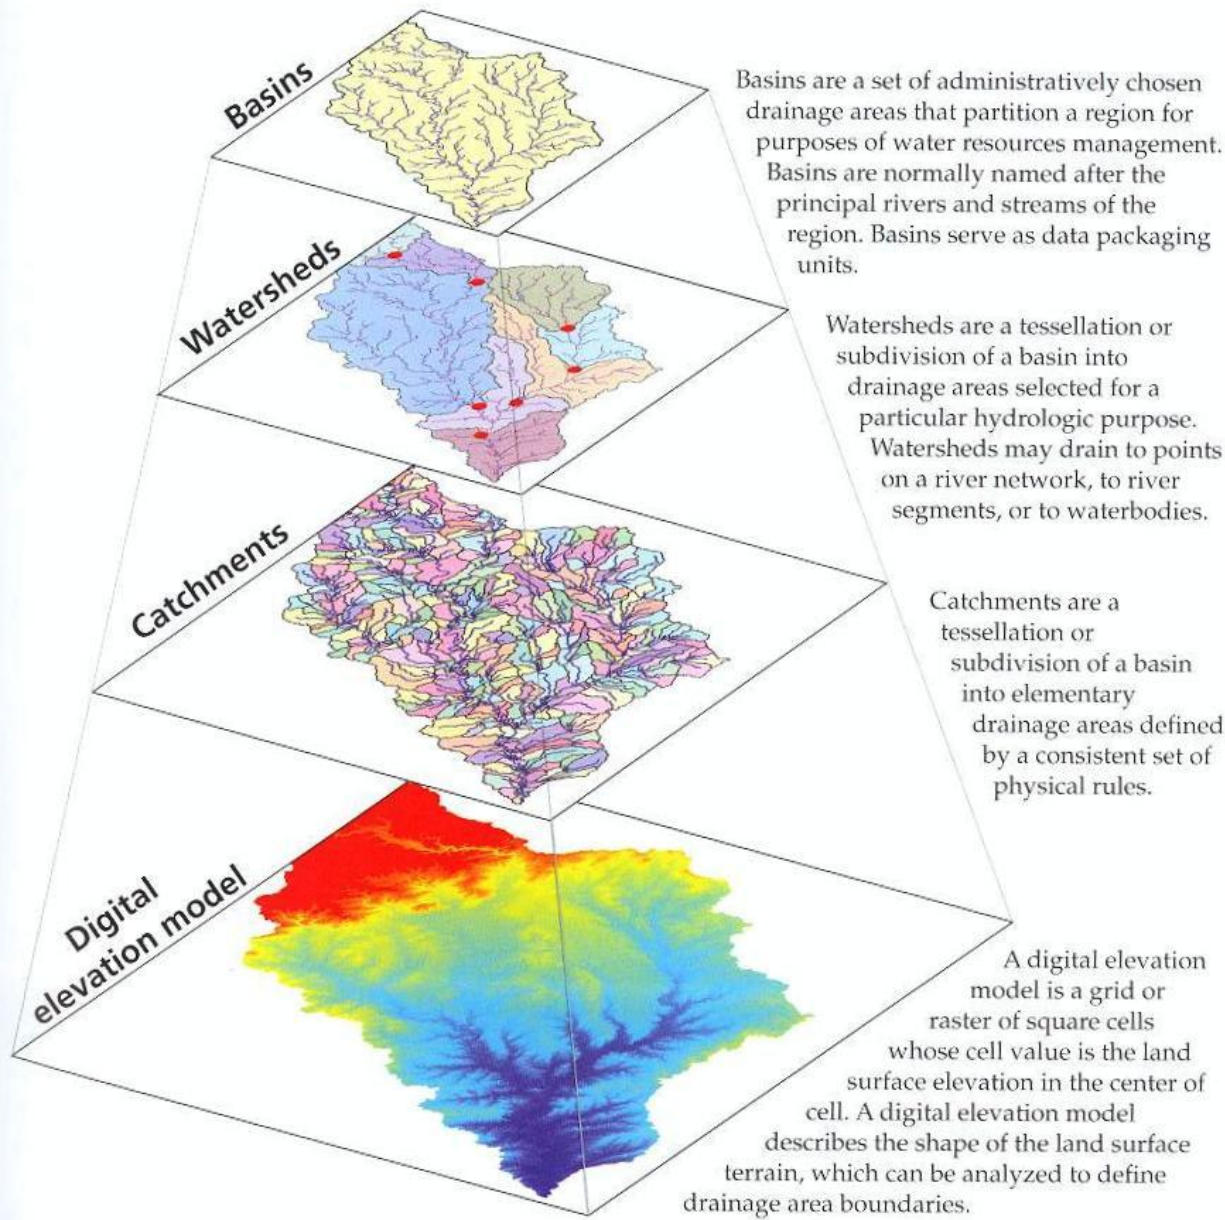 Basins
Basins are a set of administratively chosen
drainage areas that partition a region for
purposes of water resources management.
Basins are normally named after the
principal rivers and streams of the
region. Basins serve as data packaging
units.
Watersheds
Watersheds are a tessellation or
subdivision of a basin into
drainage areas selected for a
particular hydrologic purpose.
Watersheds may drain to points
on a river network, to river
segments, or to waterbodies.
Catchments
Catchments are a
tessellation or
subdivision of a basin
into elementary
drainage areas defined
by a consistent set of
physical rules.
Digital
elevation model
A digital elevation
model is a grid or
raster of square cells
whose cell value is the land
surface elevation in the center of
cell. A digital elevation model
describes the shape of the land surface
terrain, which can be analyzed to define
drainage area boundaries.